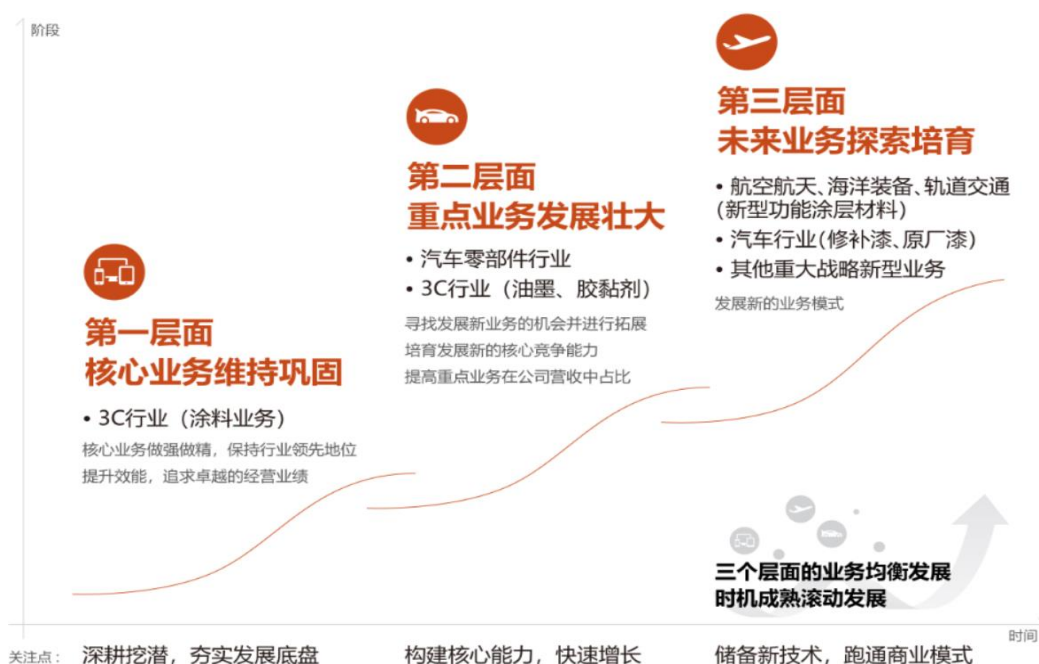 阶段
第一层面
核心业务维持巩固
• 3C行业（涂料业务）
核心业务做强做精，保持行业领先地位
提升效能，追求卓越的经营业绩
第二层面
重点业务发展壮大
• 汽车零部件行业
• 3C行业（油墨、胶黏剂）
寻找发展新业务的机会并进行拓展
培育发展新的核心竞争能力
提高重点业务在公司营收中占比
第三层面
未来业务探索培育
• 航空航天、海洋装备、轨道交通
（新型功能涂层材料）
• 汽车行业（修补漆、原厂漆）
• 其他重大战略新型业务
发展新的业务模式
三个层面的业务均衡发展
时机成熟滚动发展
时间
关注点： 深耕挖潜，夯实发展底盘 构建核心能力，快速增长 储备新技术，跑通商业模式